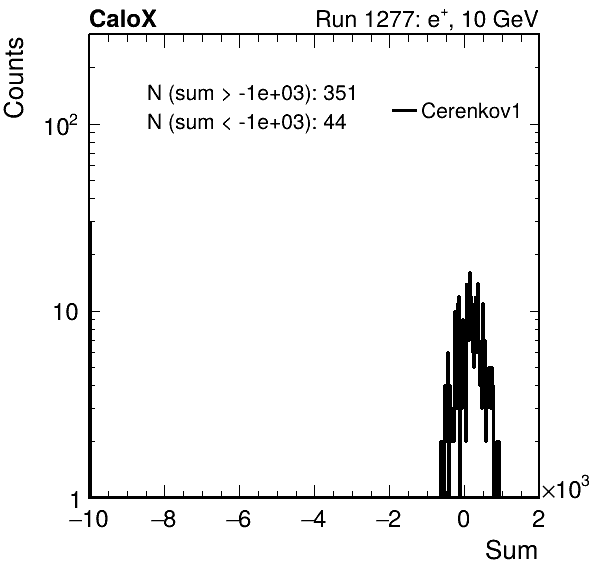 CaloX Run 1277: e⁺, 10 GeV
Counts
N (sum > -1e+03): 351
N (sum < -1e+03): 44
Cerenkov1
10²
10
1
−10 −8 −6 −4 −2 0 2
×10³
Sum